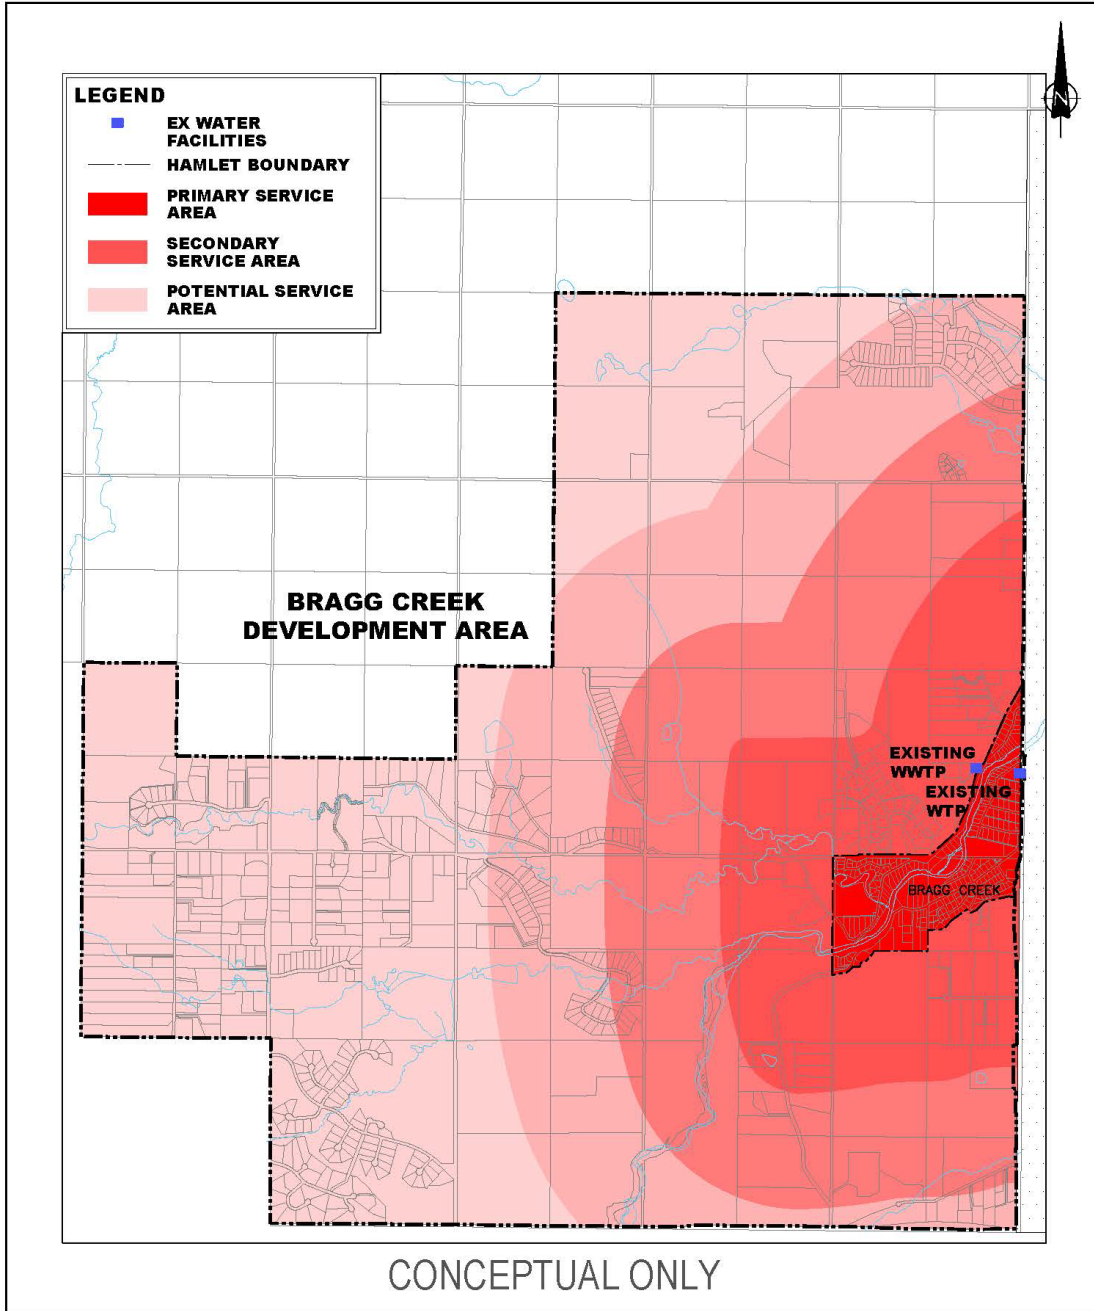 N
LEGEND
EX WATER
FACILITIES
HAMLET BOUNDARY
PRIMARY SERVICE
AREA
SECONDARY
SERVICE AREA
POTENTIAL SERVICE
AREA
BRAGG CREEK
DEVELOPMENT AREA
EXISTING
WWTP
EXISTING
WTP
BRAGG CREEK
CONCEPTUAL ONLY